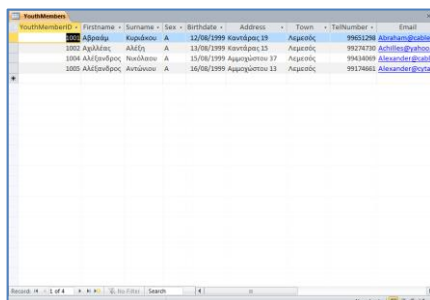 YouthMembers
YouthMemberID Firstname Surname Sex Birthdate Address Town TelNumber Email
1001 Αβραάμ Κυριάκου Α 12/08/1999 Καντάρας 19 Λεμεσός 99651298 Abraham@cable
1002 Αχιλλέας Αλέξη Α 13/08/1999 Καντάρας 15 Λεμεσός 99274730 Achilles@yahoo.
1004 Αλέξανδρος Νικόλαου Α 15/08/1999 Αμμοχώστου 37 Λεμεσός 99434069 Alexander@cabl
1005 Αλέξανδρος Αντώνιου Α 16/08/1999 Αμμοχώστου 13 Λεμεσός 99174661 Alexander@cyta
Record: 1 of 4 No Filter Search